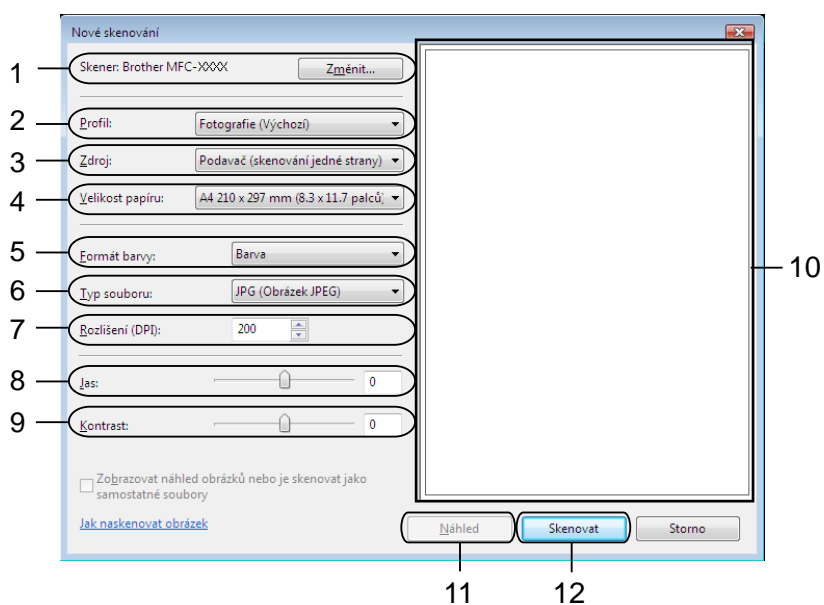 Nové skenování
1
Skener: Brother MFC-XXXX
Změnit...
2
Profil:
Fotografie (Výchozí)
3
Zdroj:
Podavač (skenování jedné strany)
4
Velikost papíru:
A4 210 x 297 mm (8.3 x 11.7 palců;
5
Formát barvy:
Barva
6
Typ souboru:
JPG (Obrázek JPEG)
7
Rozlišení (DPI):
200
8
Jas:
0
9
Kontrast:
0
10
Zobrazovat náhled obrázků nebo je skenovat jako
samostatné soubory
Jak naskenovat obrázek
Náhled
Skenovat
Storno
11
12